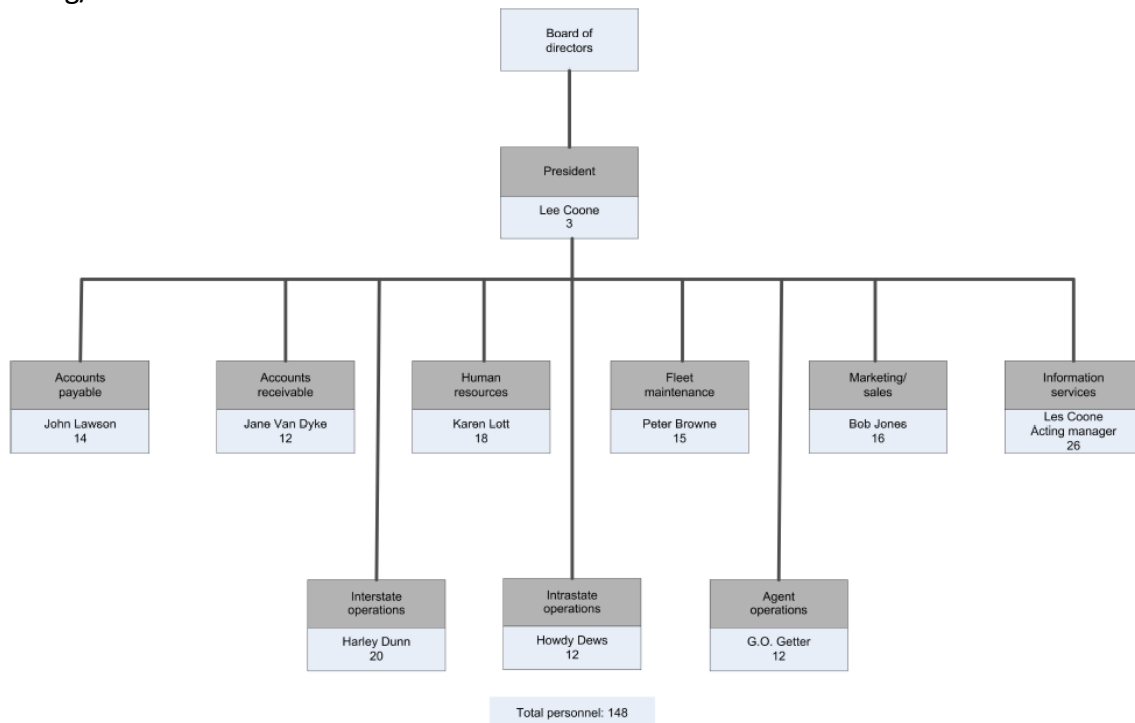 Board of
directors
President
Lee Coone
3
Accounts
payable
John Lawson
14
Accounts
receivable
Jane Van Dyke
12
Human
resources
Karen Lott
18
Fleet
maintenance
Peter Browne
15
Marketing/
sales
Bob Jones
16
Information
services
Les Coone
Acting manager
26
Interstate
operations
Harley Dunn
20
Intrastate
operations
Howdy Dews
12
Agent
operations
G.O. Getter
12
Total personnel: 148